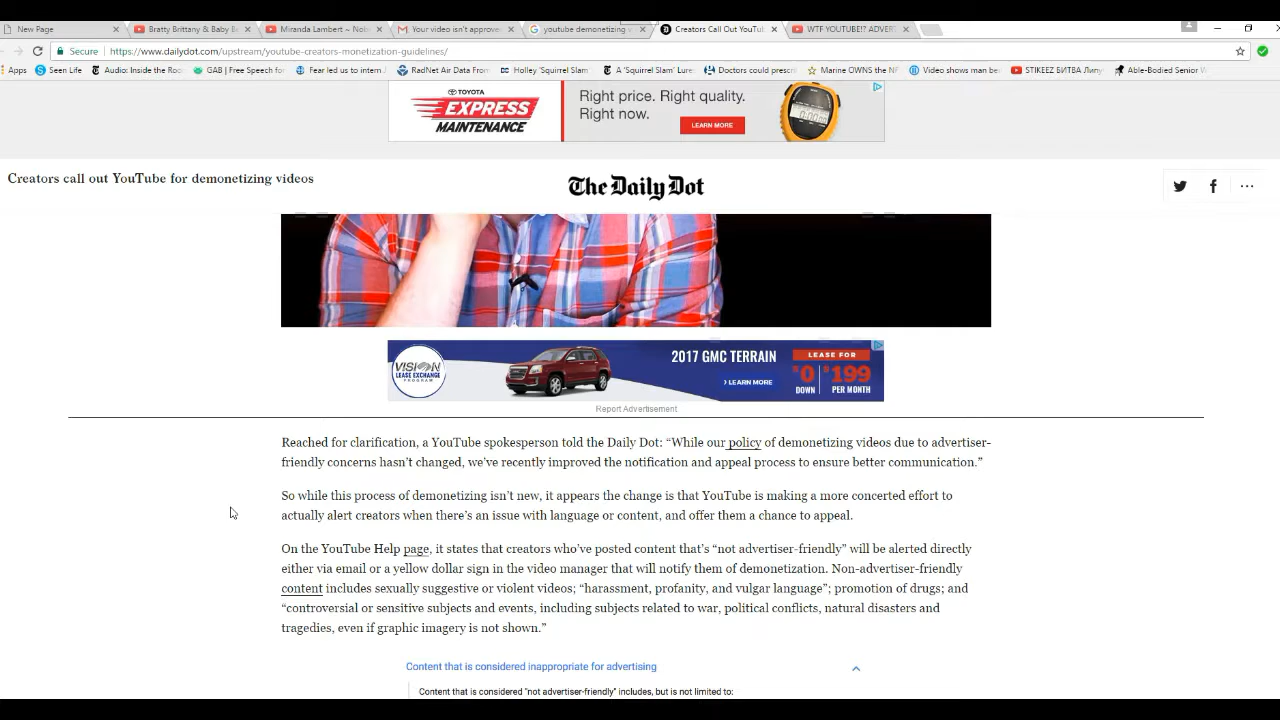 New Page
Bratty Brittany & Baby B
Miranda Lambert ~ Nob
Your video isn't approve
youtube demonetizing v
Creators Call Out YouTub
WTF YOUTUBE!? ADVERT
Secure
https://www.dailydot.com/upstream/youtube-creators-monetization-guidelines/
Apps
Seen Life
Audio: Inside the Roo
GAB | Free Speech fo
Fear led us to intern J
RadNet Air Data From
Holley 'Squirrel Slam
A 'Squirrel Slam' Lure
Doctors could prescri
Marine OWNS the NF
Video shows man be
STIKEEZ БИТВА Липу
Able-Bodied Senior W
TOYOTA
EXPRESS
MAINTENANCE
Right price. Right quality.
Right now.
LEARN MORE
Creators call out YouTube for demonetizing videos
The Daily Dot
VISION
LEASE EXCHANGE
PROGRAM
2017 GMC TERRAIN
› LEARN MORE
LEASE FOR
$0 DOWN
$199 PER MONTH
Report Advertisement
Reached for clarification, a YouTube spokesperson told the Daily Dot: “While our policy of demonetizing videos due to advertiser-
friendly concerns hasn’t changed, we’ve recently improved the notification and appeal process to ensure better communication.”
So while this process of demonetizing isn’t new, it appears the change is that YouTube is making a more concerted effort to
actually alert creators when there’s an issue with language or content, and offer them a chance to appeal.
On the YouTube Help page, it states that creators who’ve posted content that’s “not advertiser-friendly” will be alerted directly
either via email or a yellow dollar sign in the video manager that will notify them of demonetization. Non-advertiser-friendly
content includes sexually suggestive or violent videos; “harassment, profanity, and vulgar language”; promotion of drugs; and
“controversial or sensitive subjects and events, including subjects related to war, political conflicts, natural disasters and
tragedies, even if graphic imagery is not shown.”
Content that is considered inappropriate for advertising
Content that is considered "not advertiser-friendly" includes, but is not limited to: